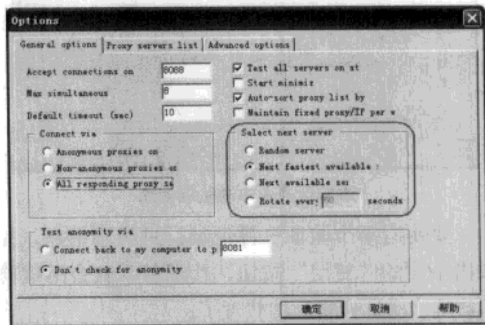 Options
General options Proxy servers list Advanced options
Accept connections on 8088
Max simultaneous 8
Default timeout (sec) 10
Test all servers on st
Start minimiz
Auto-sort proxy list by
Maintain fixed proxy/IF per w
Connect via
Anonymous proxies on
Non-anonymous proxies on
All responding proxy se
Select next server
Random server
Next fastest available :
Next available se:
Rotate every 60 seconds
Test anonymity via
Connect back to my computer to p 8081
Don't check for anonymity
确定 取消 帮助